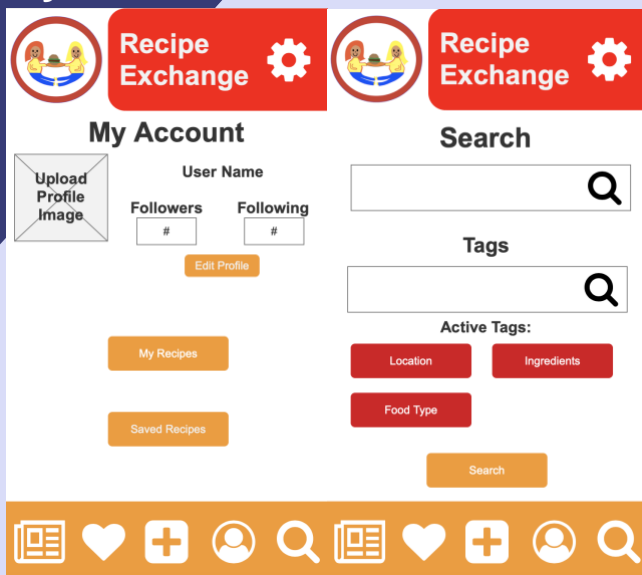 Recipe
Exchange
My Account
Upload
Profile
Image
User Name
Followers
Following
#
#
Edit Profile
My Recipes
Saved Recipes
Recipe
Exchange
Search
Tags
Active Tags:
Location
Ingredients
Food Type
Search